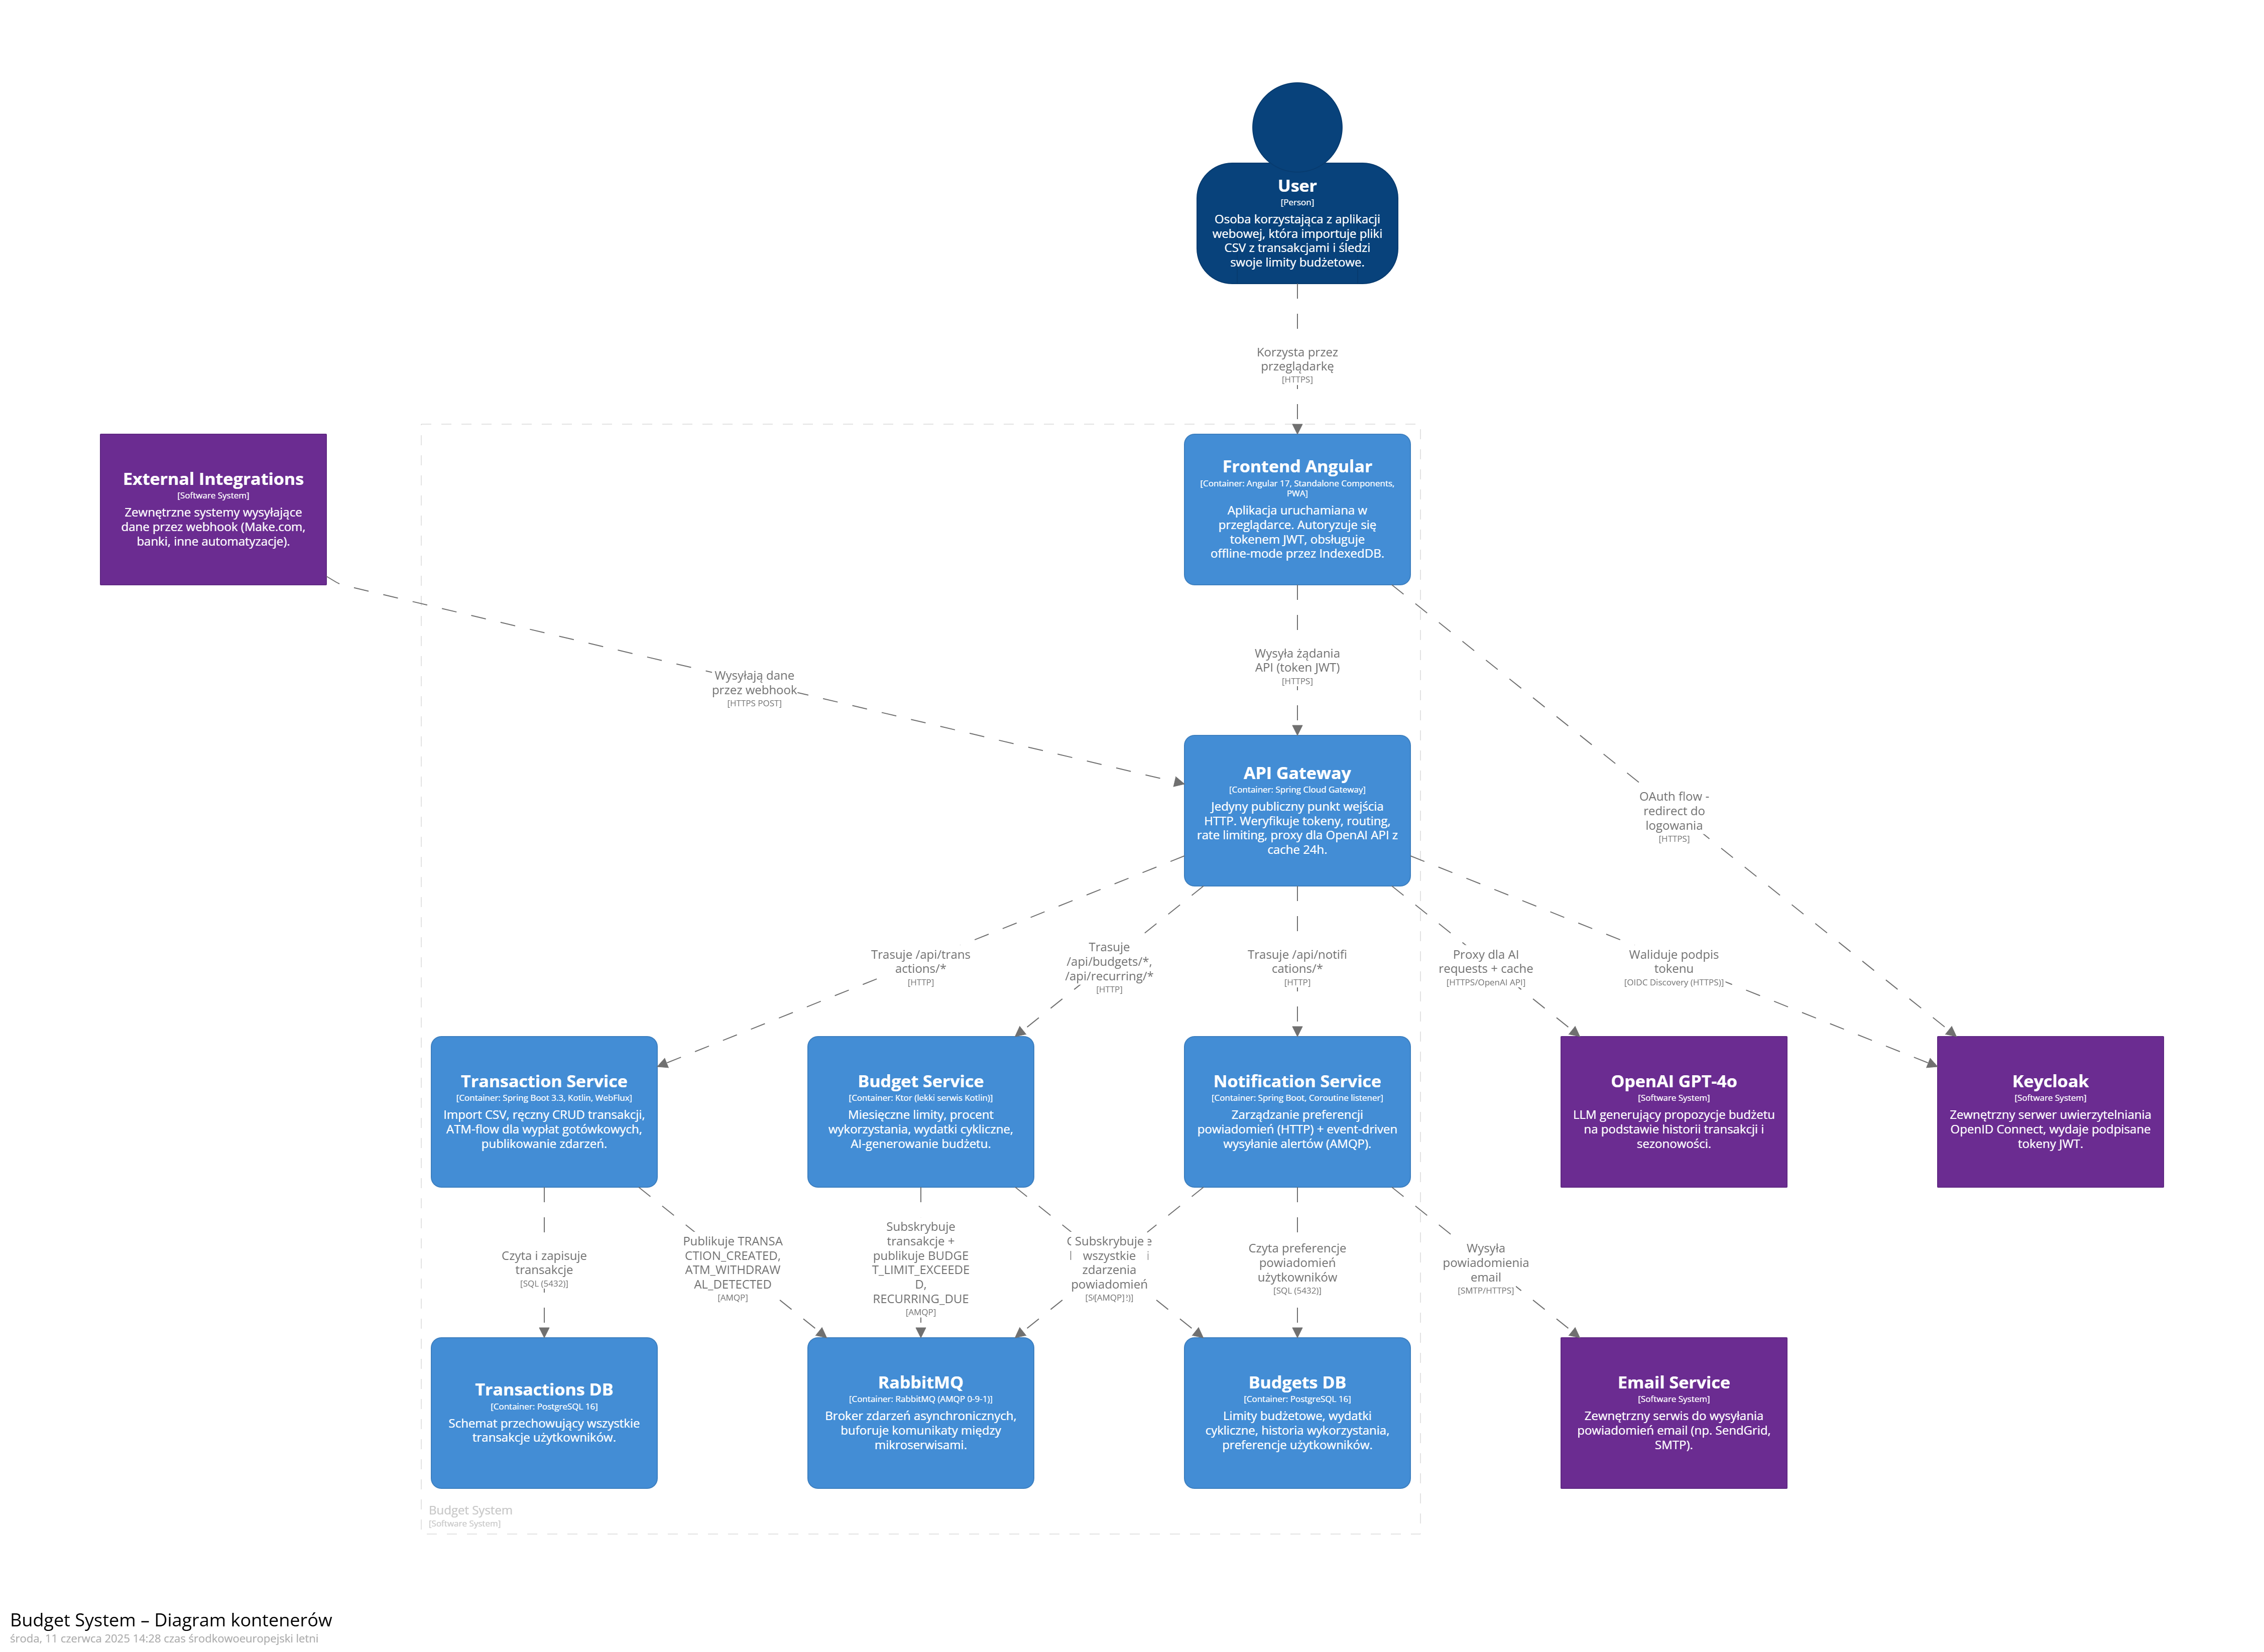 User
[Person]
Osoba korzystająca z aplikacji
webowej, która importuje pliki
CSV z transakcjami i śledzi
swoje limity budżetowe.
Korzysta przez
przeglądarkę
[HTTPS]
External Integrations
[Software System]
Zewnętrzne systemy wysyłające
dane przez webhook (Make.com,
banki, inne automatyzacje).
Frontend Angular
[Container: Angular 17, Standalone Components,
PWA]
Aplikacja uruchamiana w
przeglądarce. Autoryzuje się
tokenem JWT, obsługuje
offline-mode przez IndexedDB.
Wysyłają dane
przez webhook
[HTTPS POST]
Wysyła żądania
API (token JWT)
[HTTPS]
API Gateway
[Container: Spring Cloud Gateway]
Jedyny publiczny punkt wejścia
HTTP. Weryfikuje tokeny, routing,
rate limiting, proxy dla OpenAI API z
cache 24h.
OAuth flow -
redirect do
logowania
[HTTPS]
Trasuje /api/trans
actions/*
[HTTP]
Trasuje
/api/budgets/*,
/api/recurring/*
[HTTP]
Trasuje /api/notifi
cations/*
[HTTP]
Proxy dla AI
requests + cache
[HTTPS/OpenAI API]
Waliduje podpis
tokenu
[OIDC Discovery (HTTPS)]
Transaction Service
[Container: Spring Boot 3.3, Kotlin, WebFlux]
Import CSV, ręczny CRUD transakcji,
ATM-flow dla wypłat gotówkowych,
publikowanie zdarzeń.
Budget Service
[Container: Ktor (lekki serwis Kotlin)]
Miesięczne limity, procent
wykorzystania, wydatki cykliczne,
AI-generowanie budżetu.
Notification Service
[Container: Spring Boot, Coroutine listener]
Zarządzanie preferencji
powiadomień (HTTP) + event-driven
wysyłanie alertów (AMQP).
OpenAI GPT-4o
[Software System]
LLM generujący propozycje budżetu
na podstawie historii transakcji i
sezonowości.
Keycloak
[Software System]
Zewnętrzny serwer uwierzytelniania
OpenID Connect, wydaje podpisane
tokeny JWT.
Czyta i zapisuje
transakcje
[SQL (5432)]
Publikuje TRANSA
CTION_CREATED,
ATM_WITHDRAW
AL_DETECTED
[AMQP]
Subskrybuje
transakcje +
publikuje BUDGE
T_LIMIT_EXCEEDE
D,
RECURRING_DUE
[AMQP]
Subskrybuje
wszystkie
zdarzenia
powiadomień
[AMQP]
Czyta preferencje
powiadomień
użytkowników
[SQL (5432)]
Wysyła
powiadomienia
email
[SMTP/HTTPS]
Transactions DB
[Container: PostgreSQL 16]
Schemat przechowujący wszystkie
transakcje użytkowników.
RabbitMQ
[Container: RabbitMQ (AMQP 0-9-1)]
Broker zdarzeń asynchronicznych,
buforuje komunikaty między
mikroserwisami.
Budgets DB
[Container: PostgreSQL 16]
Limity budżetowe, wydatki
cykliczne, historia wykorzystania,
preferencje użytkowników.
Email Service
[Software System]
Zewnętrzny serwis do wysyłania
powiadomień email (np. SendGrid,
SMTP).
Budget System
[Software System]
Budget System – Diagram kontenerów
środa, 11 czerwca 2025 14:28 czas środkowoeuropejski letni